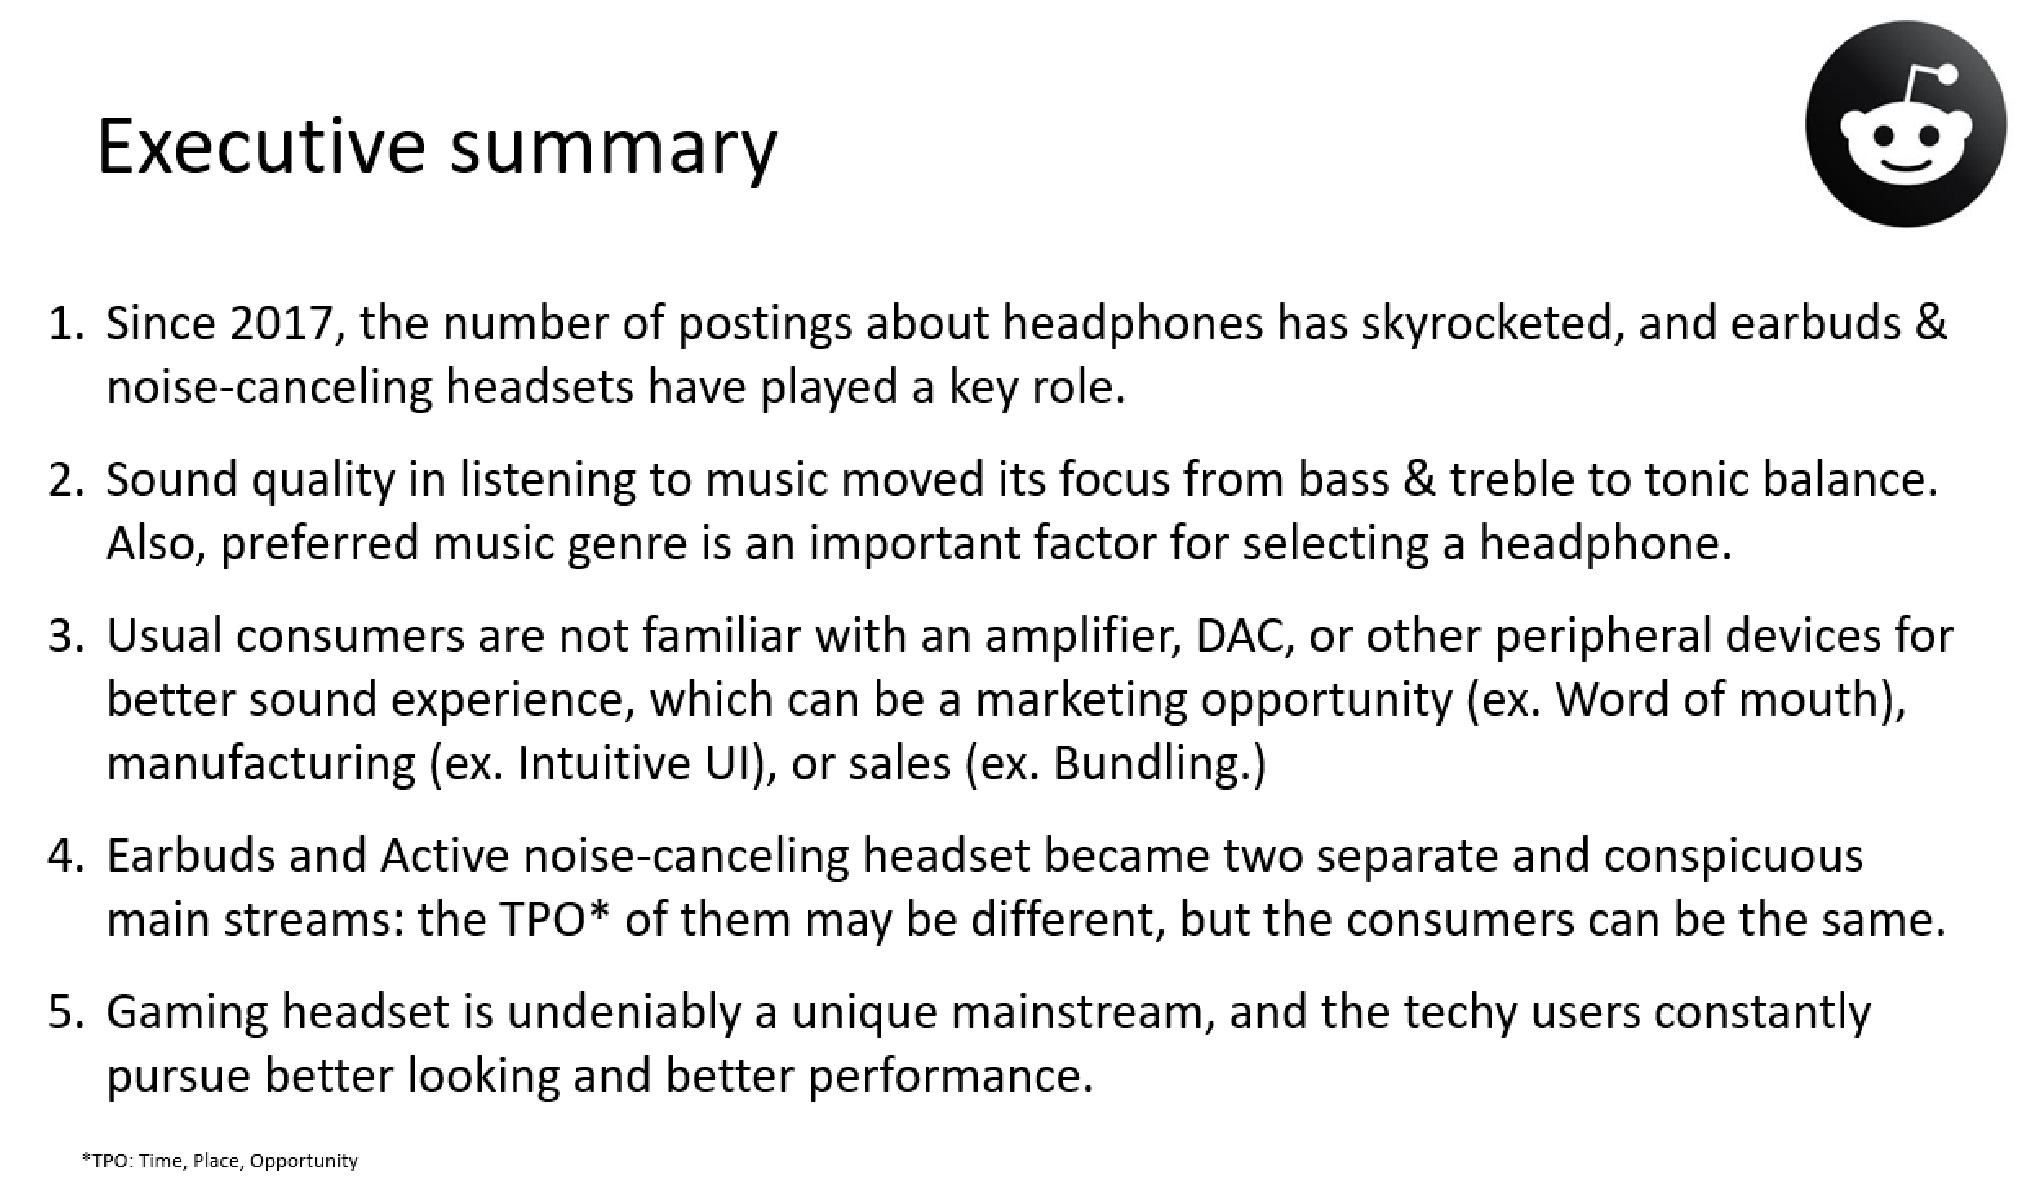 Executive summary
1. Since 2017, the number of postings about headphones has skyrocketed, and earbuds &
noise-canceling headsets have played a key role.
2. Sound quality in listening to music moved its focus from bass & treble to tonic balance.
Also, preferred music genre is an important factor for selecting a headphone.
3. Usual consumers are not familiar with an amplifier, DAC, or other peripheral devices for
better sound experience, which can be a marketing opportunity (ex. Word of mouth),
manufacturing (ex. Intuitive UI), or sales (ex. Bundling.)
4. Earbuds and Active noise-canceling headset became two separate and conspicuous
main streams: the TPO* of them may be different, but the consumers can be the same.
5. Gaming headset is undeniably a unique mainstream, and the techy users constantly
pursue better looking and better performance.
*TPO: Time, Place, Opportunity